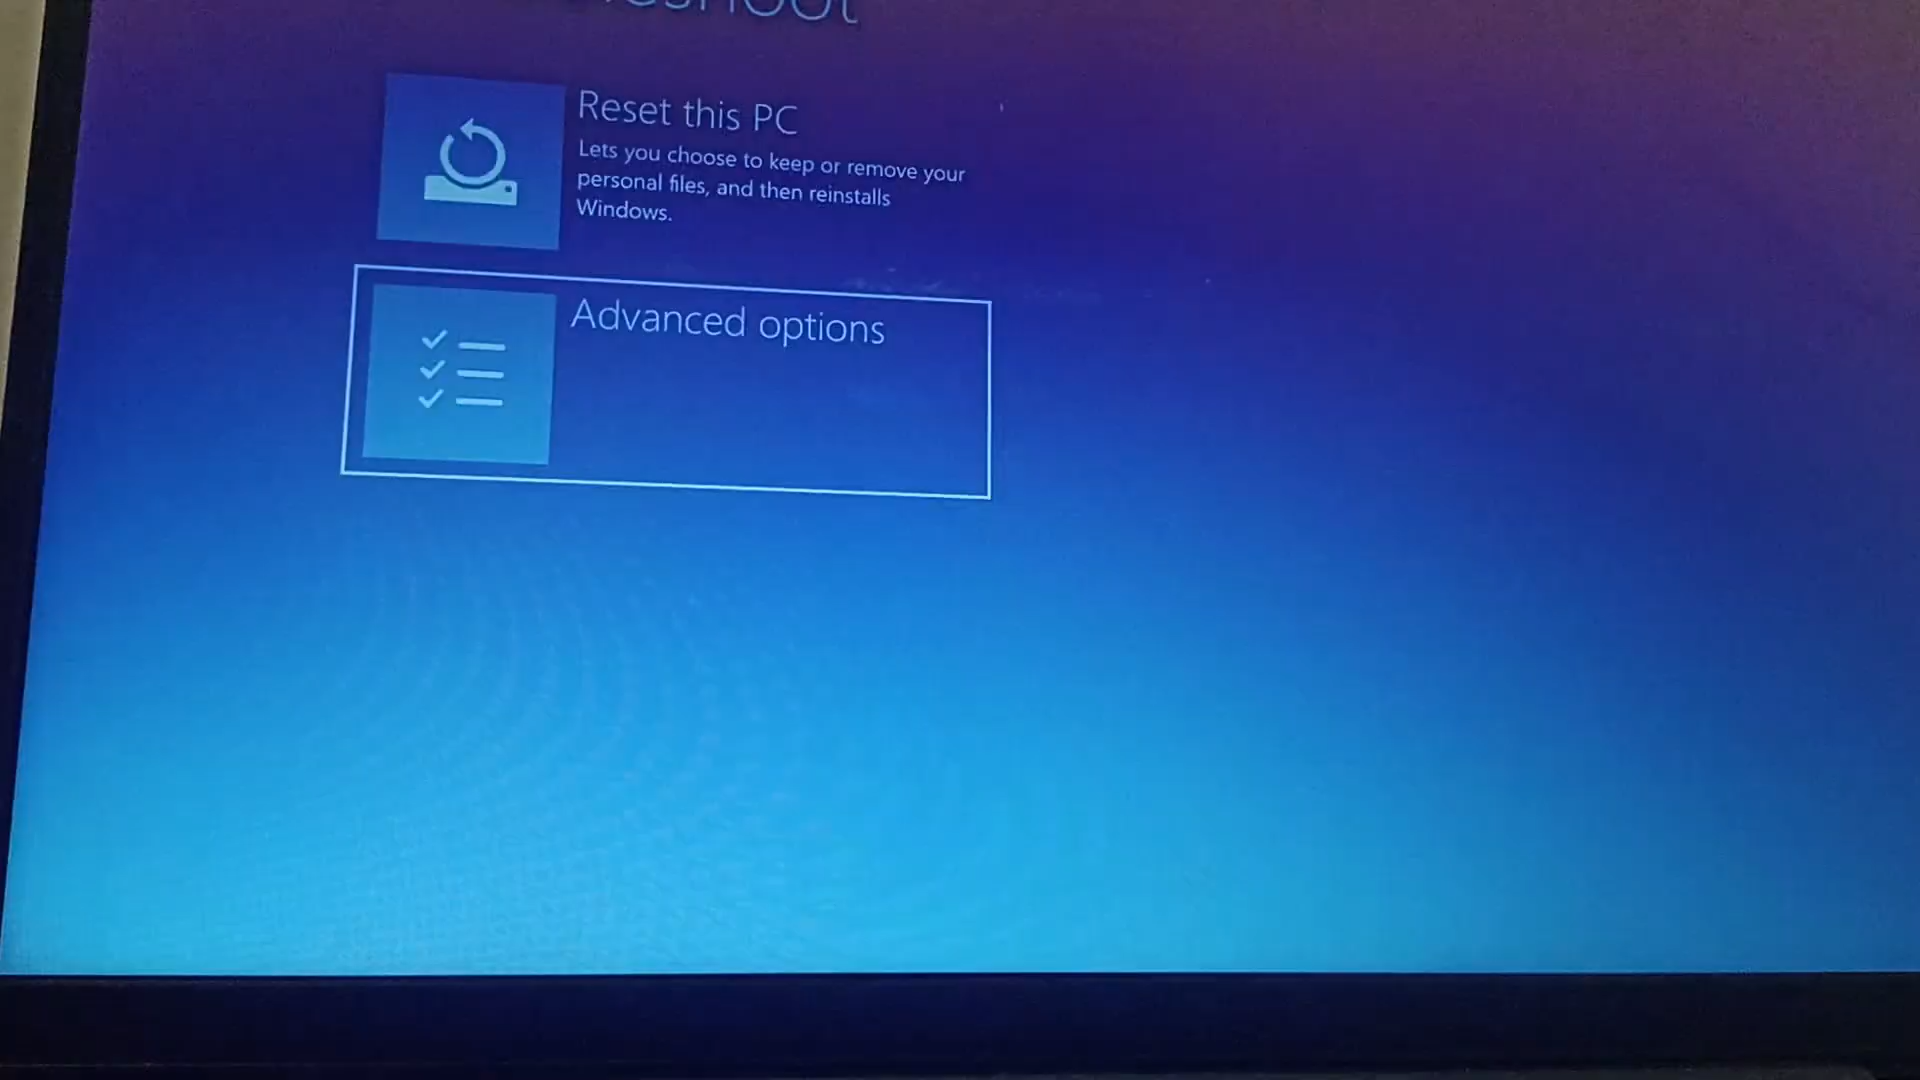 Reset this PC
Lets you choose to keep or remove your
personal files, and then reinstalls
Windows.
Advanced options